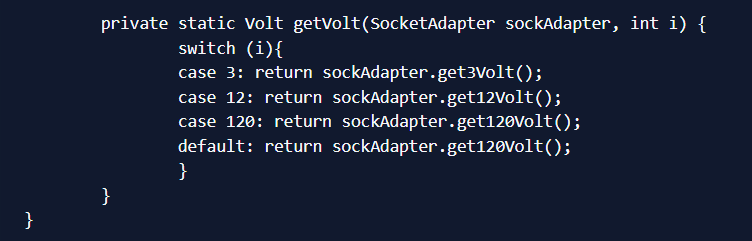 private static Volt getVolt(SocketAdapter sockAdapter, int i) {
switch (i){
case 3: return sockAdapter.get3Volt();
case 12: return sockAdapter.get12Volt();
case 120: return sockAdapter.get120Volt();
default: return sockAdapter.get120Volt();
}
}
}